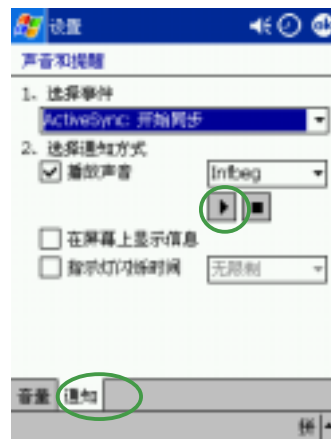 设置
ok
声音和提醒
1. 选择事件
ActiveSync: 开始同步
2. 选择通知方式
播放声音 Infbeg
在屏幕上显示信息
指示灯闪烁时间 无限制
音量 通知
拼